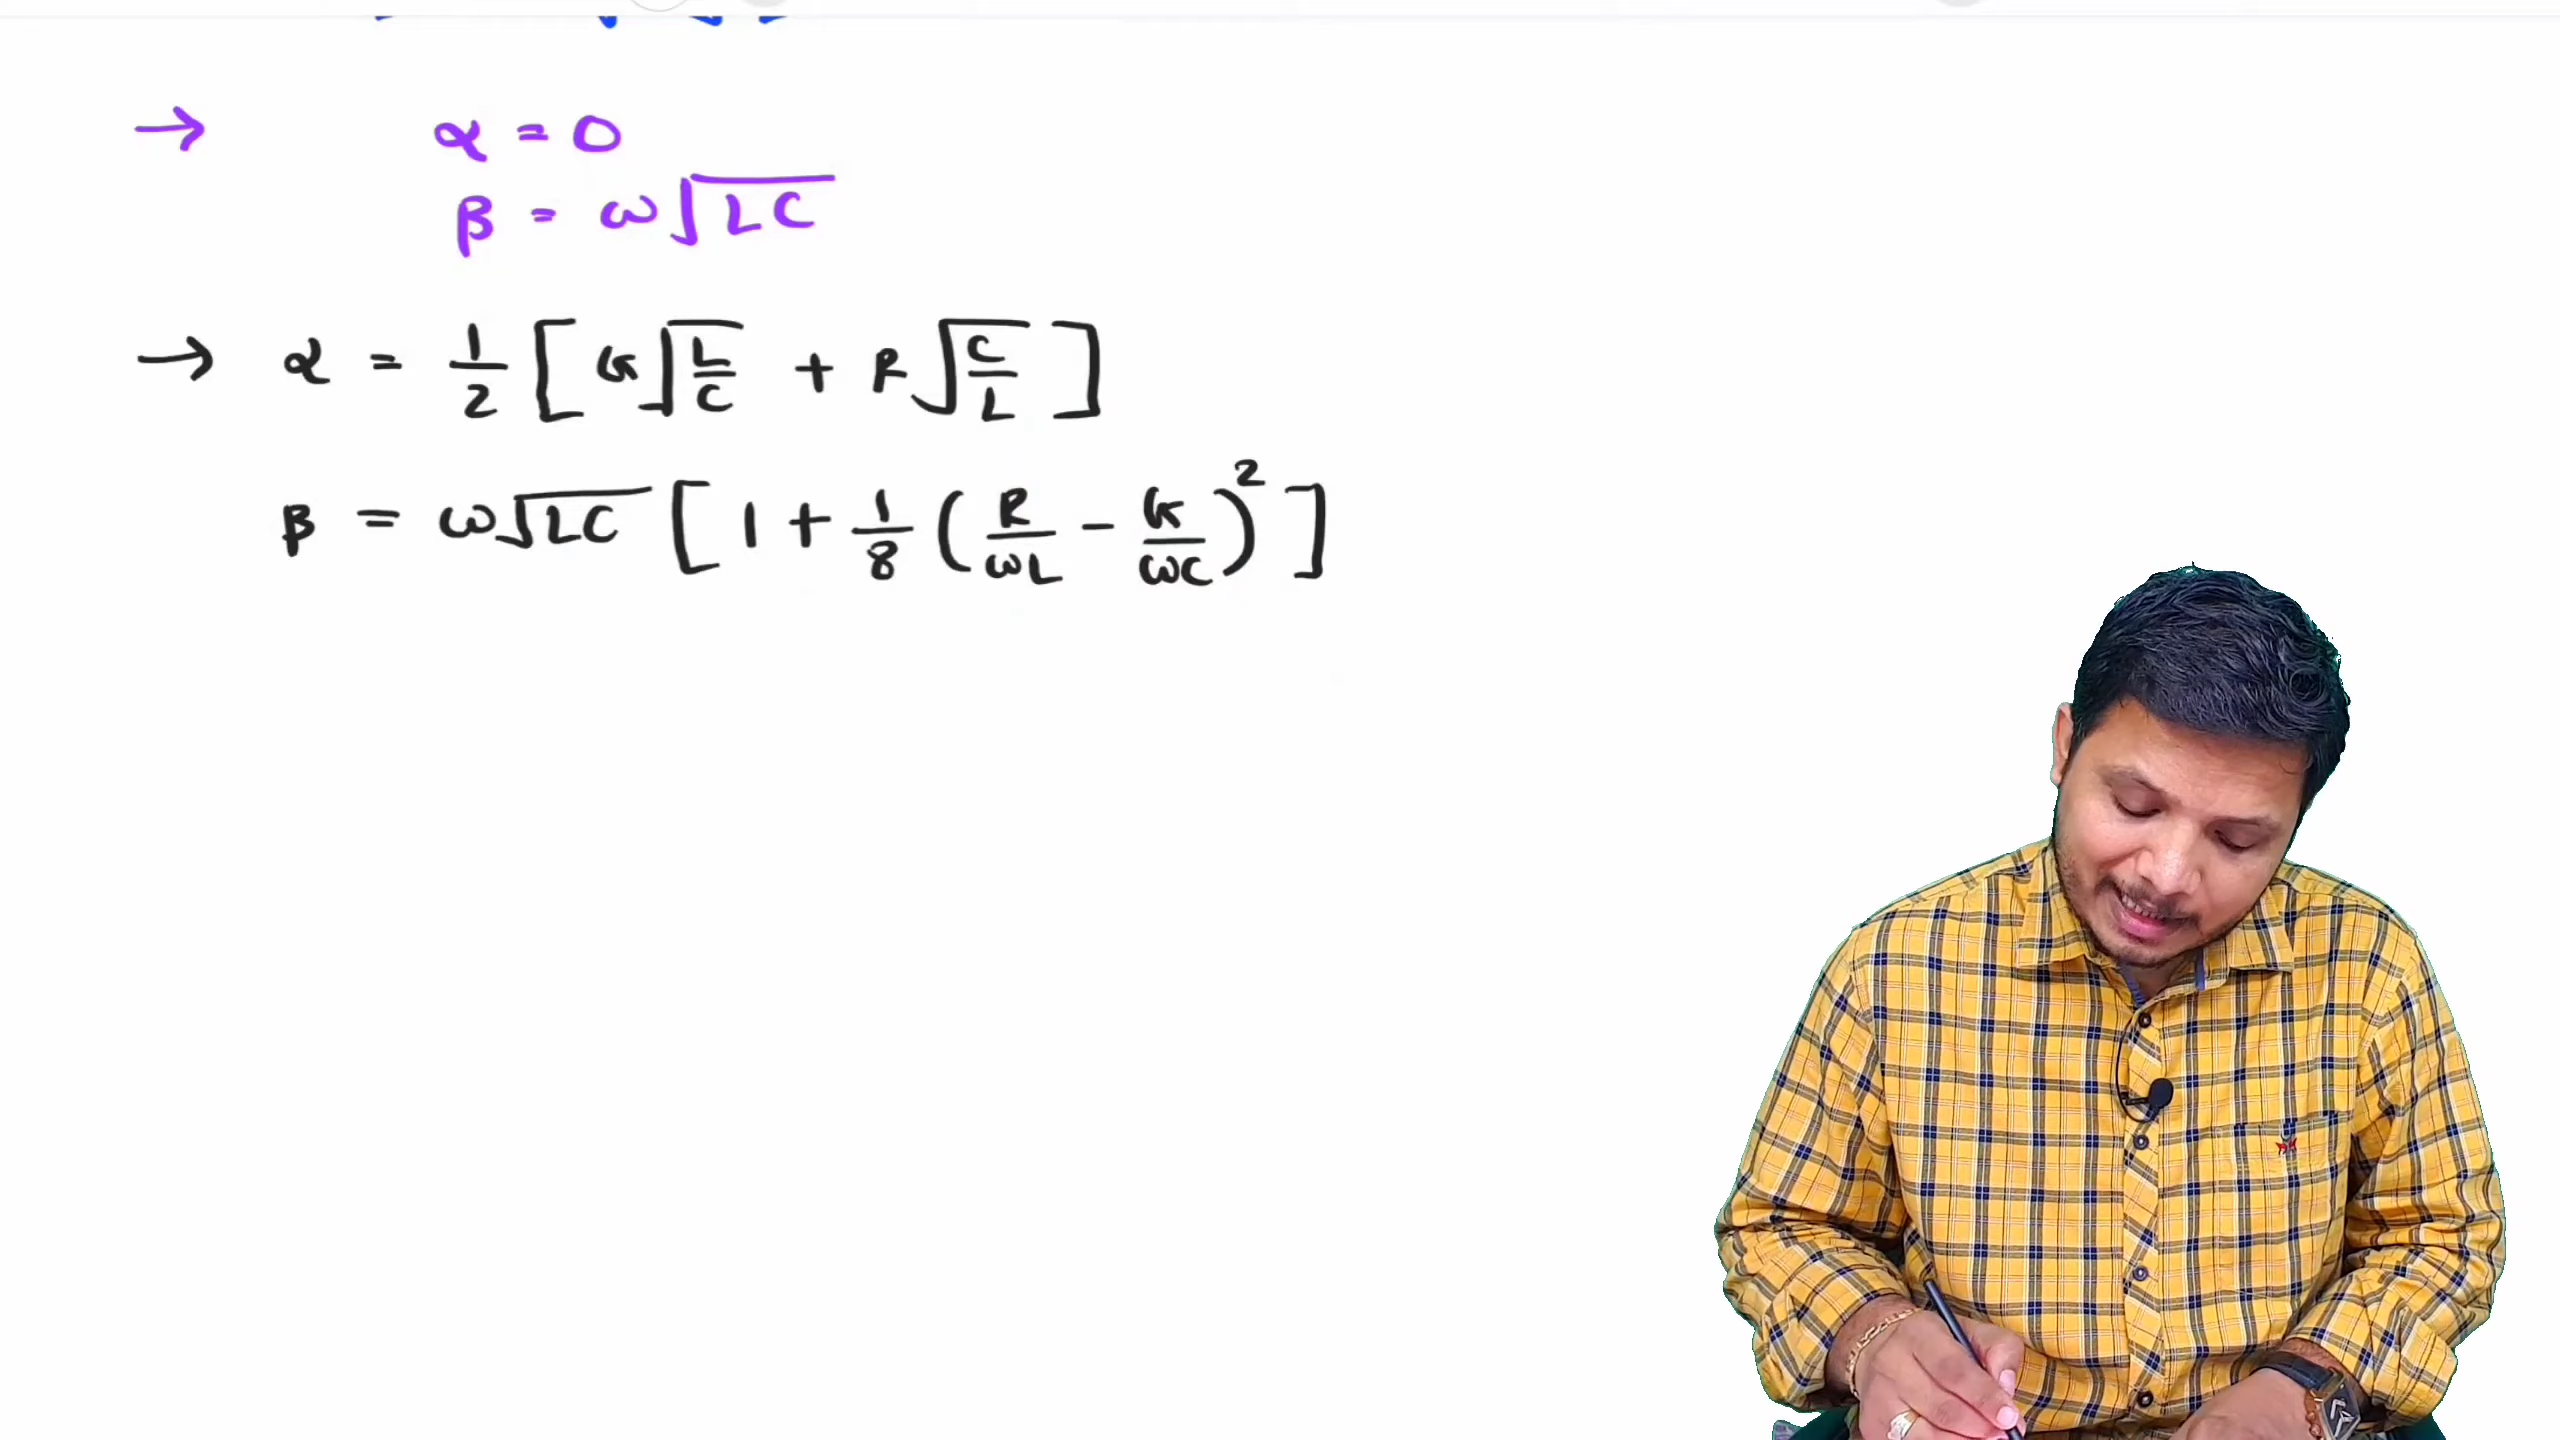 → α = 0
β = ω√LC
→ α = 1/2 [ G√(L/C) + R√(C/L) ]
β = ω√LC [ 1 + 1/8 ( R/ωL - G/ωC )² ]